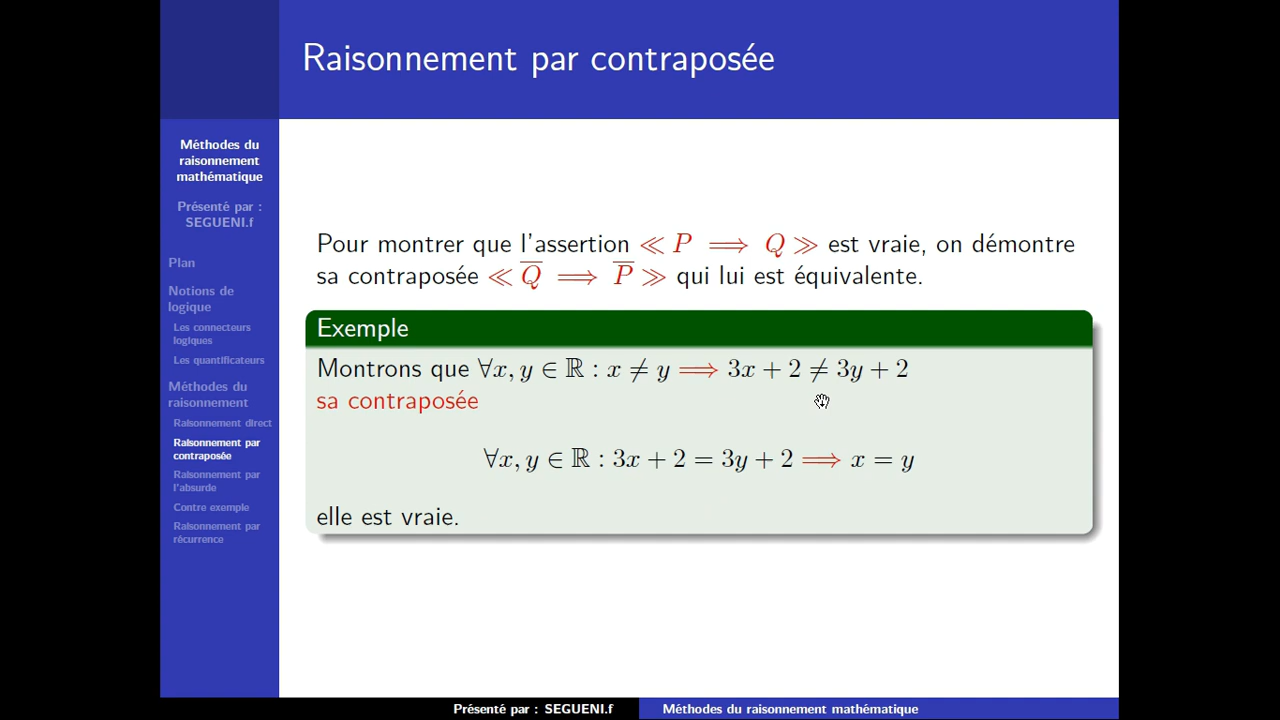 Raisonnement par contraposée
Méthodes du
raisonnement
mathématique
Présenté par :
SEGUENI.f
Plan
Notions de
logique
Les connecteurs
logiques
Les quantificateurs
Méthodes du
raisonnement
Raisonnement direct
Raisonnement par
contraposée
Raisonnement par
l'absurde
Contre exemple
Raisonnement par
récurrence
Pour montrer que l'assertion ≪ P ⟹ Q ≫ est vraie, on démontre
sa contraposée ≪ Q̅ ⟹ P̅ ≫ qui lui est équivalente.
Exemple
Montrons que ∀x, y ∈ ℝ : x ≠ y ⟹ 3x + 2 ≠ 3y + 2
sa contraposée
∀x, y ∈ ℝ : 3x + 2 = 3y + 2 ⟹ x = y
elle est vraie.
Présenté par : SEGUENI.f
Méthodes du raisonnement mathématique